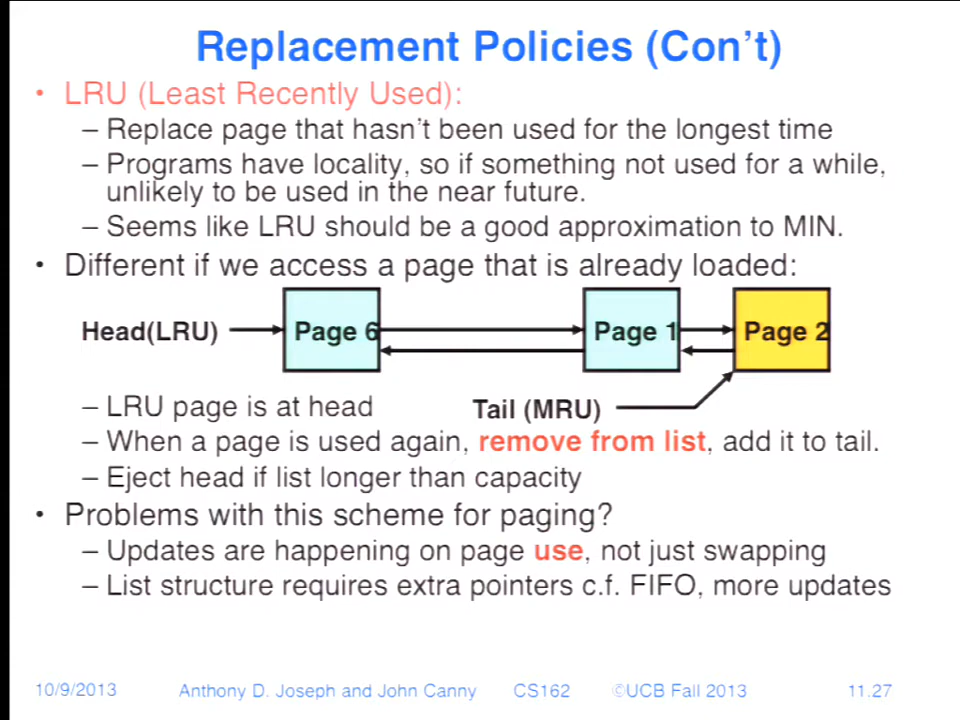 Replacement Policies (Con't)
• LRU (Least Recently Used):
– Replace page that hasn't been used for the longest time
– Programs have locality, so if something not used for a while,
unlikely to be used in the near future.
– Seems like LRU should be a good approximation to MIN.
• Different if we access a page that is already loaded:
Head(LRU) Page 6 Page 1 Page 2
– LRU page is at head
Tail (MRU)
– When a page is used again, remove from list, add it to tail.
– Eject head if list longer than capacity
• Problems with this scheme for paging?
– Updates are happening on page use, not just swapping
– List structure requires extra pointers c.f. FIFO, more updates
10/9/2013 Anthony D. Joseph and John Canny CS162 ©UCB Fall 2013 11.27